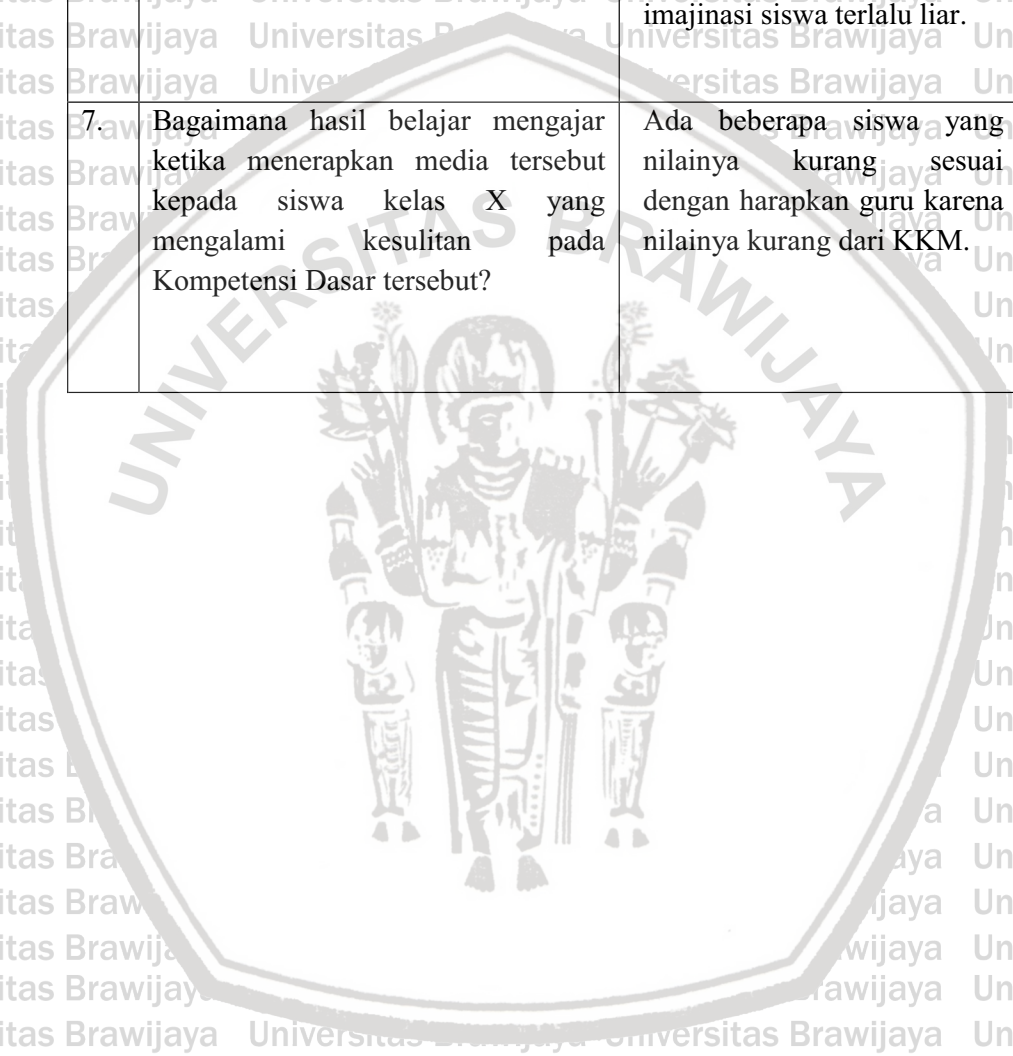 imajinasi siswa terlalu liar.
7. Bagaimana hasil belajar mengajar
ketika menerapkan media tersebut
kepada siswa kelas X yang
mengalami kesulitan pada
Kompetensi Dasar tersebut?
Ada beberapa siswa yang
nilainya kurang sesuai
dengan harapkan guru karena
nilainya kurang dari KKM.
UNIVERSITAS BRAWIJAYA